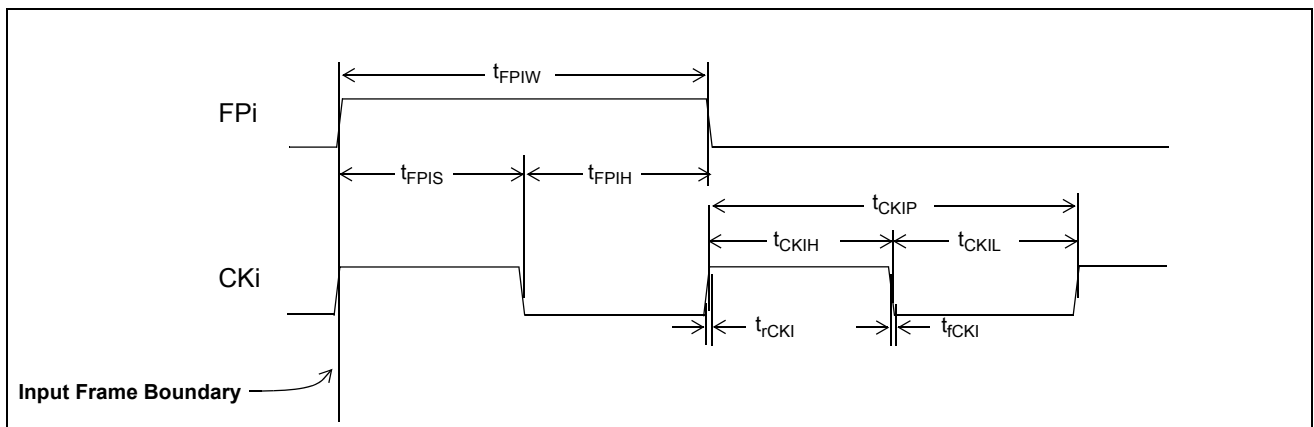 tFPIW
FPi
tFPIS
tFPIH
tCKIP
tCKIH
tCKIL
CKi
trCKI
tfCKI
Input Frame Boundary